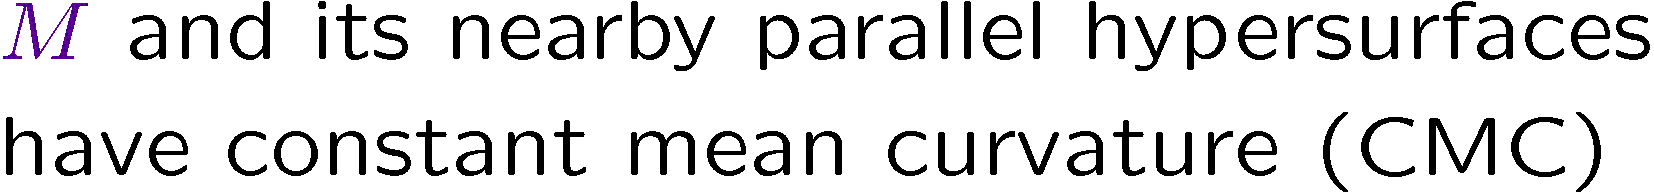 M and its nearby parallel hypersurfaces
have constant mean curvature (CMC)